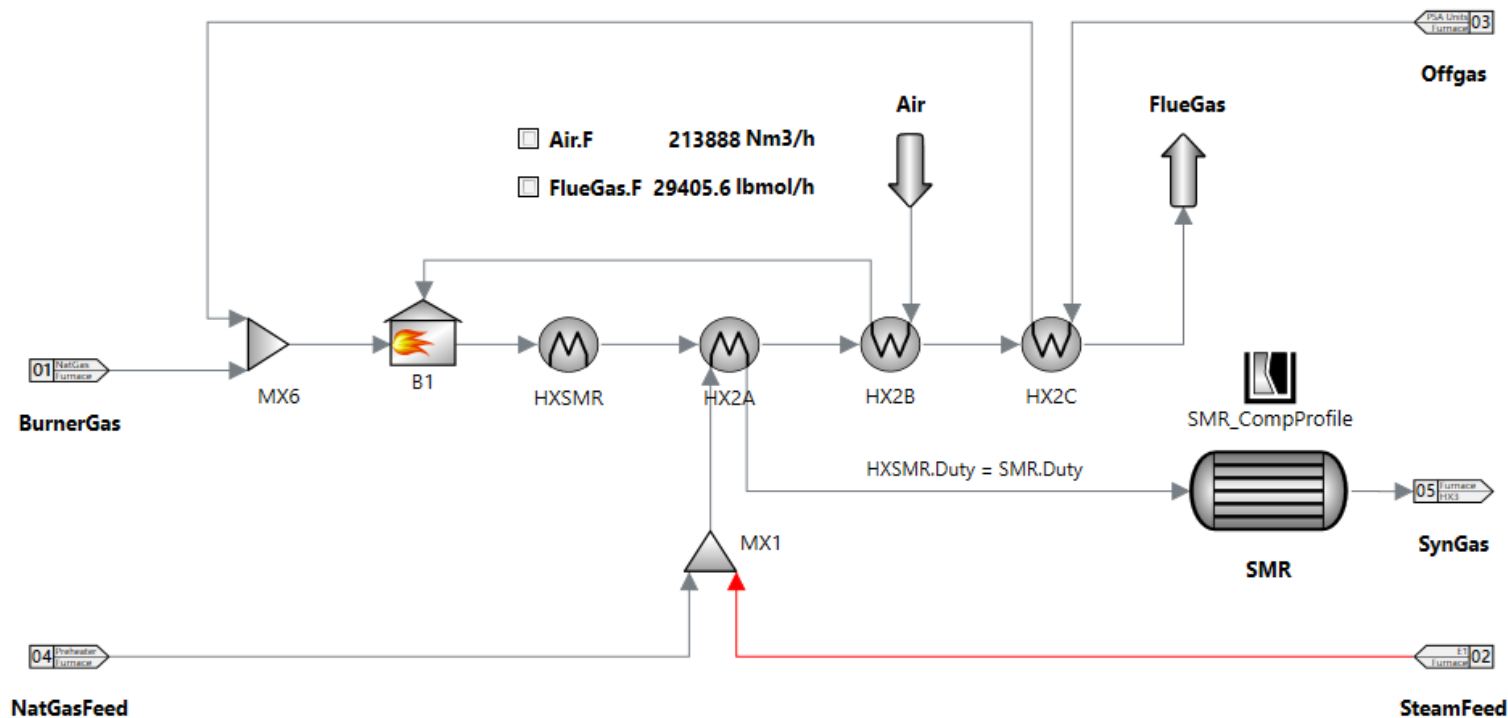 PSA Units
Furnace
03
Offgas
Air
FlueGas
Air.F 213888 Nm3/h
FlueGas.F 29405.6 lbmol/h
01
NatGas
Furnace
BurnerGas
MX6
B1
HXSMR
HX2A
HX2B
HX2C
SMR_CompProfile
HXSMR.Duty = SMR.Duty
05
Furnace
HX3
SynGas
MX1
SMR
04
Preheater
Furnace
NatGasFeed
E1
Furnace
02
SteamFeed